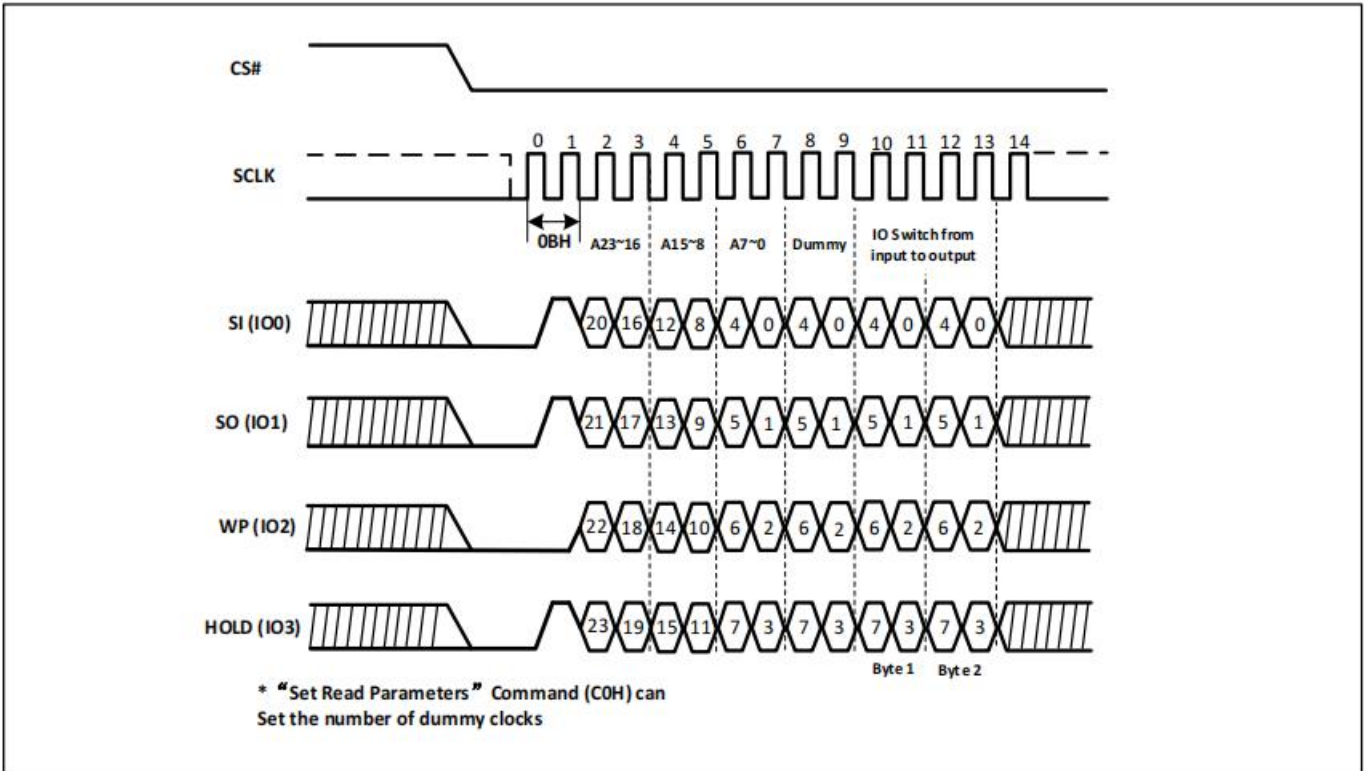 CS#
0 1 2 3 4 5 6 7 8 9 10 11 12 13 14
SCLK
0BH A23~16 A15~8 A7~0 Dummy IO Switch from
input to output
SI (IO0) 20 16 12 8 4 0 4 0 4 0 4 0
SO (IO1) 21 17 13 9 5 1 5 1 5 1 5 1
WP (IO2) 22 18 14 10 6 2 6 2 6 2 6 2
HOLD (IO3) 23 19 15 11 7 3 7 3 7 3 7 3
Byte 1 Byte 2
* “Set Read Parameters” Command (C0H) can
Set the number of dummy clocks